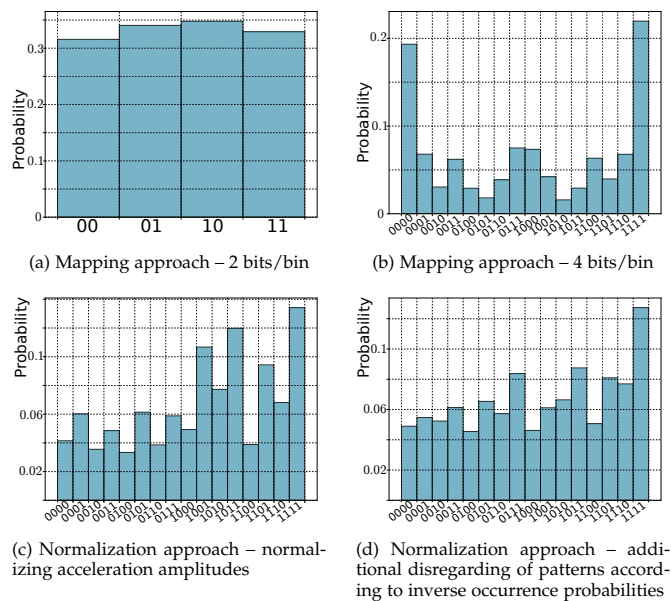 Probability
0.3
0.2
0.1
0
00 01 10 11
(a) Mapping approach – 2 bits/bin
Probability
0.2
0.1
0
0000 0001 0010 0011 0100 0101 0110 0111 1000 1001 1010 1011 1100 1101 1110 1111
(b) Mapping approach – 4 bits/bin
Probability
0.1
0.06
0.02
0000 0001 0010 0011 0100 0101 0110 0111 1000 1001 1010 1011 1100 1101 1110 1111
(c) Normalization approach – normal-
izing acceleration amplitudes
Probability
0.1
0.06
0.02
0000 0001 0010 0011 0100 0101 0110 0111 1000 1001 1010 1011 1100 1101 1110 1111
(d) Normalization approach – addi-
tional disregarding of patterns accord-
ing to inverse occurrence probabilities